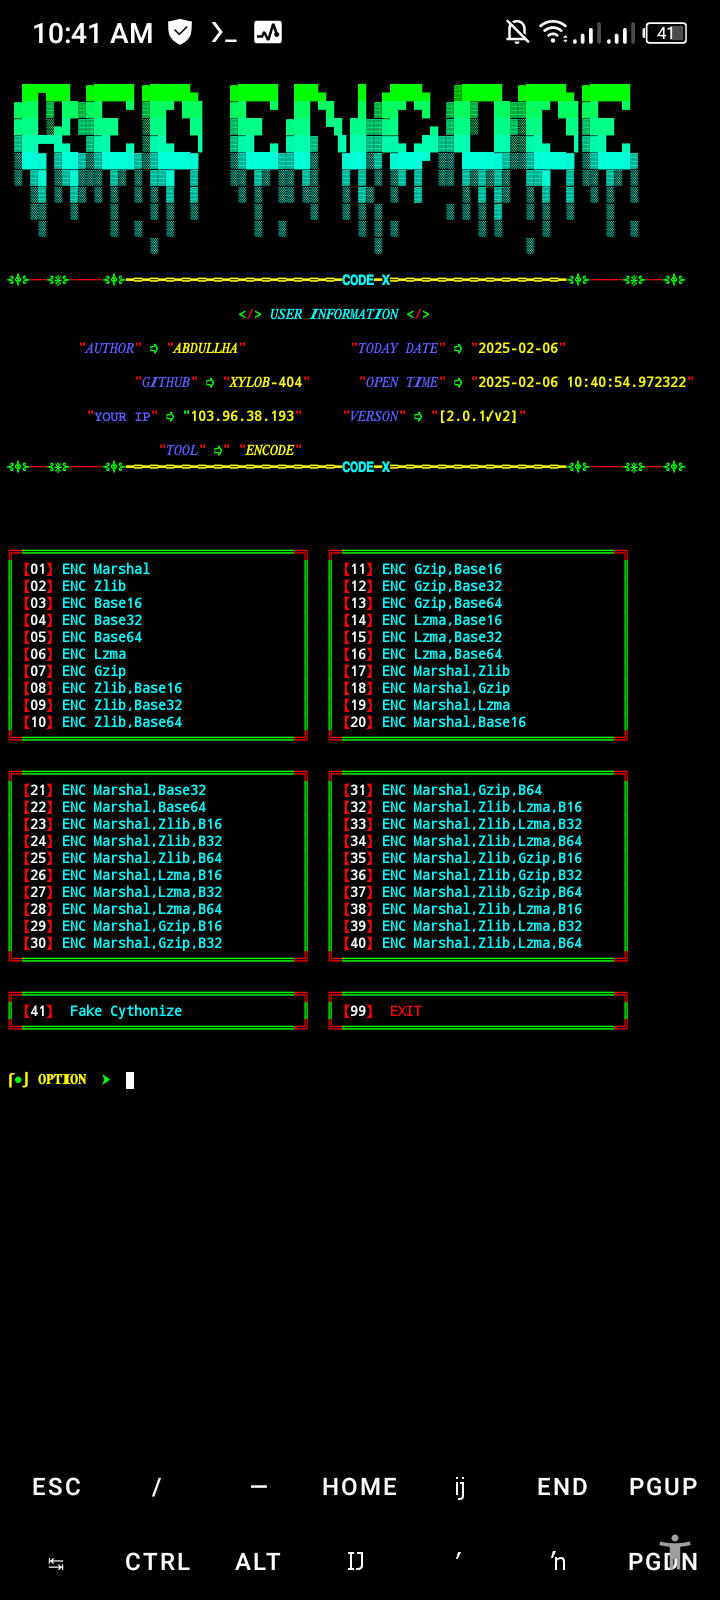 10:41 AM 41
RED ENCODE
CODE-X
</> USER INFORMATION </>
"AUTHOR" ➩ "ABDULLHA" "TODAY DATE" ➩ "2025-02-06"
"GITHUB" ➩ "XYLOB-404" "OPEN TIME" ➩ "2025-02-06 10:40:54.972322"
"YOUR IP" ➩ "103.96.38.193" "VERSON" ➩ "[2.0.1√v2]"
"TOOL" ➩" "ENCODE"
CODE-X
【01】 ENC Marshal
【02】 ENC Zlib
【03】 ENC Base16
【04】 ENC Base32
【05】 ENC Base64
【06】 ENC Lzma
【07】 ENC Gzip
【08】 ENC Zlib,Base16
【09】 ENC Zlib,Base32
【10】 ENC Zlib,Base64
【11】 ENC Gzip,Base16
【12】 ENC Gzip,Base32
【13】 ENC Gzip,Base64
【14】 ENC Lzma,Base16
【15】 ENC Lzma,Base32
【16】 ENC Lzma,Base64
【17】 ENC Marshal,Zlib
【18】 ENC Marshal,Gzip
【19】 ENC Marshal,Lzma
【20】 ENC Marshal,Base16
【21】 ENC Marshal,Base32
【22】 ENC Marshal,Base64
【23】 ENC Marshal,Zlib,B16
【24】 ENC Marshal,Zlib,B32
【25】 ENC Marshal,Zlib,B64
【26】 ENC Marshal,Lzma,B16
【27】 ENC Marshal,Lzma,B32
【28】 ENC Marshal,Lzma,B64
【29】 ENC Marshal,Gzip,B16
【30】 ENC Marshal,Gzip,B32
【31】 ENC Marshal,Gzip,B64
【32】 ENC Marshal,Zlib,Lzma,B16
【33】 ENC Marshal,Zlib,Lzma,B32
【34】 ENC Marshal,Zlib,Lzma,B64
【35】 ENC Marshal,Zlib,Gzip,B16
【36】 ENC Marshal,Zlib,Gzip,B32
【37】 ENC Marshal,Zlib,Gzip,B64
【38】 ENC Marshal,Zlib,Lzma,B16
【39】 ENC Marshal,Zlib,Lzma,B32
【40】 ENC Marshal,Zlib,Lzma,B64
【41】 Fake Cythonize
【99】 EXIT
⌈●⌋ OPTION ➤
ESC / — HOME ĳ END PGUP
↹ CTRL ALT Ĳ ʼ ŉ PGDN